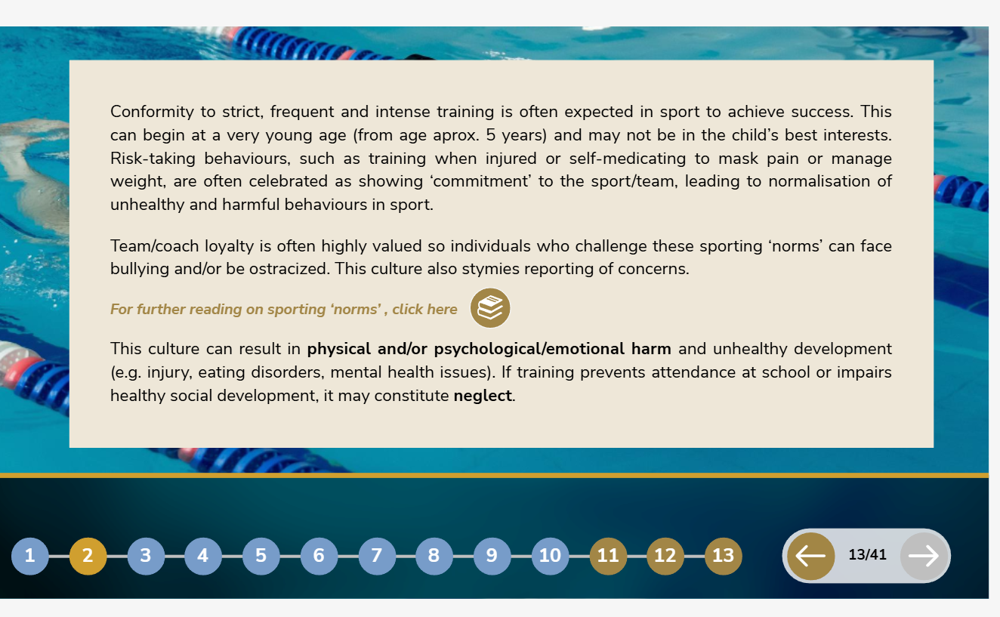 Conformity to strict, frequent and intense training is often expected in sport to achieve success. This
can begin at a very young age (from age aprox. 5 years) and may not be in the child’s best interests.
Risk-taking behaviours, such as training when injured or self-medicating to mask pain or manage
weight, are often celebrated as showing ‘commitment’ to the sport/team, leading to normalisation of
unhealthy and harmful behaviours in sport.
Team/coach loyalty is often highly valued so individuals who challenge these sporting ‘norms’ can face
bullying and/or be ostracized. This culture also stymies reporting of concerns.
For further reading on sporting ‘norms’ , click here
This culture can result in physical and/or psychological/emotional harm and unhealthy development
(e.g. injury, eating disorders, mental health issues). If training prevents attendance at school or impairs
healthy social development, it may constitute neglect.
1 2 3 4 5 6 7 8 9 10 11 12 13 13/41